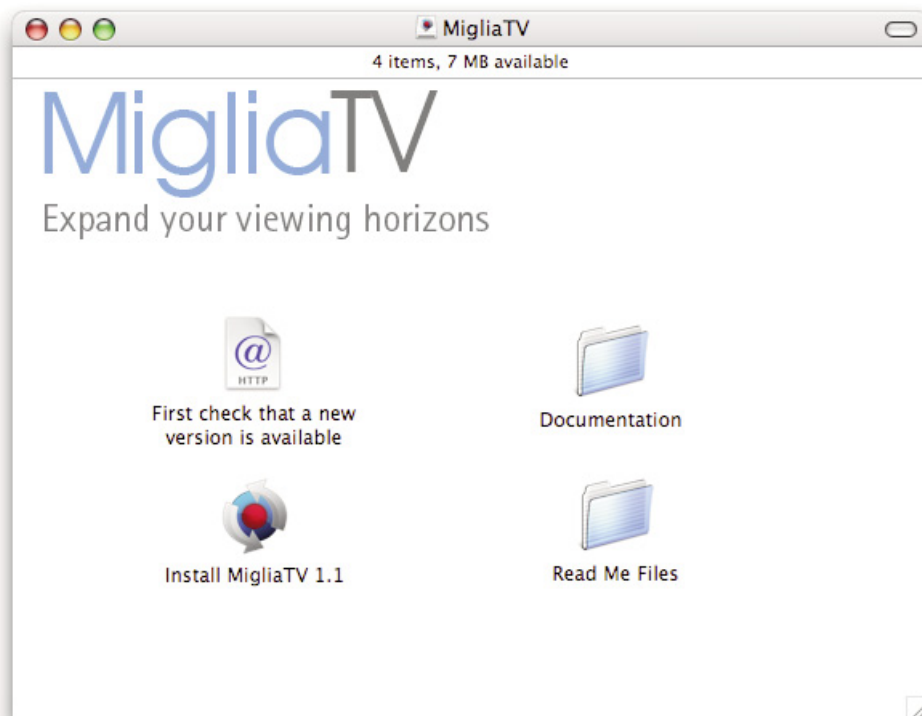 MigliaTV
4 items, 7 MB available
MigliaTV
Expand your viewing horizons
@
HTTP
First check that a new
version is available
Documentation
Install MigliaTV 1.1
Read Me Files